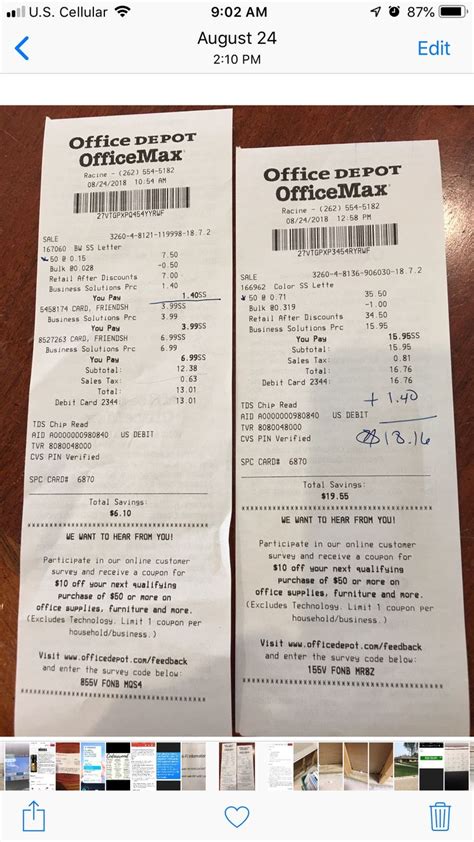 U.S. Cellular 9:02 AM 87%
August 24
2:10 PM
Edit
Office DEPOT
OfficeMax
Racine - (262) 554-5182
08/24/2018 10:54 AM
27VTGPXPQ454YYRWF
SALE 3260-4-8121-119998-18.7.2
167060 BW SS Letter
50 @ 0.15 7.50
Bulk @0.028 -0.50
Retail After Discounts 7.00
Business Solutions Prc 1.40
You Pay 1.40SS
5458174 CARD, FRIENDSH 3.99SS
Business Solutions Prc 3.99
You Pay 3.99SS
8527263 CARD, FRIENDSH 6.99SS
Business Solutions Prc 6.99
You Pay 6.99SS
Subtotal: 12.38
Sales Tax: 0.63
Total: 13.01
Debit Card 2344: 13.01
TDS Chip Read
AID A0000000980840 US DEBIT
TVR 8080048000
CVS PIN Verified
SPC CARD# 6870
Total Savings:
$6.10
WE WANT TO HEAR FROM YOU!
Participate in our online customer
survey and receive a coupon for
$10 off your next qualifying
purchase of $50 or more on
office supplies, furniture and more.
(Excludes Technology. Limit 1 coupon per
household/business.)
Visit www.officedepot.com/feedback
and enter the survey code below:
855V FONB MQS4
Office DEPOT
OfficeMax
Racine - (262) 554-5182
08/24/2018 12:58 PM
27VTGPXP3454RYRWF
SALE 3260-4-8136-906030-18.7.2
166962 Color SS Lette
50 @ 0.71 35.50
Bulk @0.319 -1.00
Retail After Discounts 34.50
Business Solutions Prc 15.95
You Pay 15.95SS
Subtotal: 15.95
Sales Tax: 0.81
Total: 16.76
Debit Card 2344: 16.76
+ 1.40
TDS Chip Read
AID A0000000980840 US DEBIT
TVR 8080048000
CVS PIN Verified
$18.16
SPC CARD# 6870
Total Savings:
$19.55
WE WANT TO HEAR FROM YOU!
Participate in our online customer
survey and receive a coupon for
$10 off your next qualifying
purchase of $50 or more on
office supplies, furniture and more.
(Excludes Technology. Limit 1 coupon per
household/business.)
Visit www.officedepot.com/feedback
and enter the survey code below:
155V FONB MR8Z